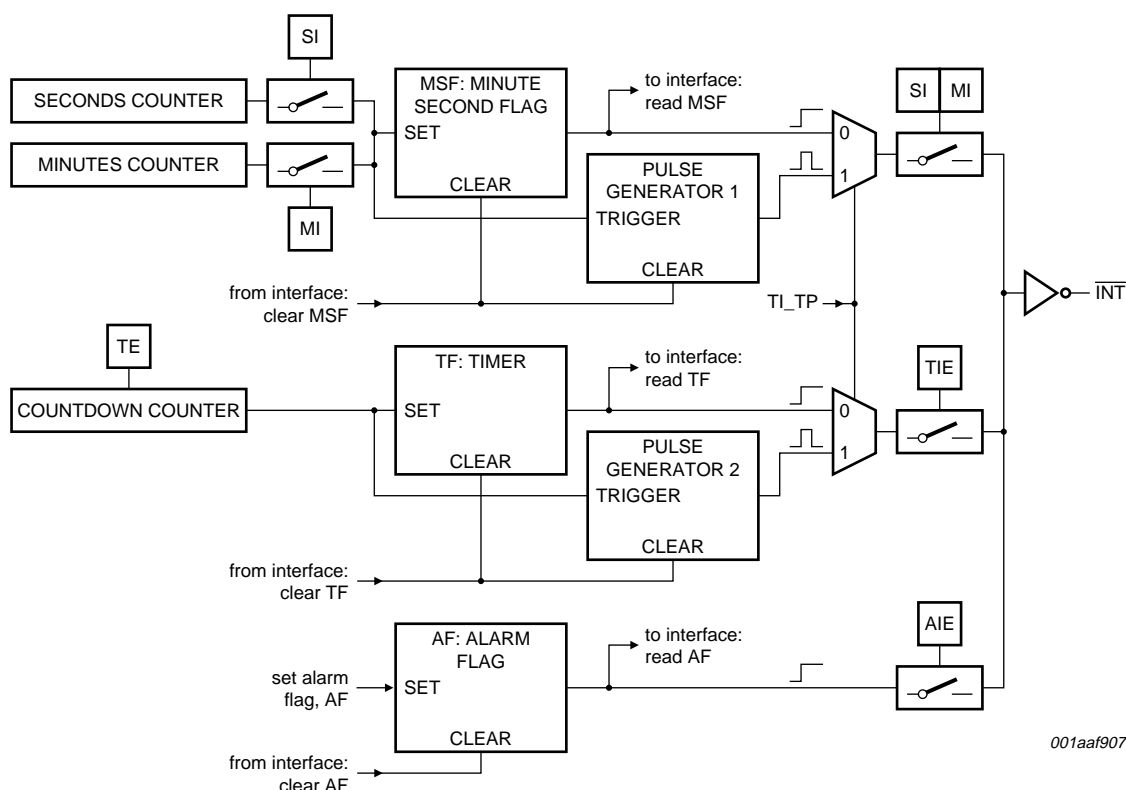 SI
SECONDS COUNTER
MINUTES COUNTER
MI
MSF: MINUTE
SECOND FLAG
SET
CLEAR
to interface:
read MSF
PULSE
GENERATOR 1
TRIGGER
CLEAR
from interface:
clear MSF
0
1
SI MI
TI_TP
INT
TE
COUNTDOWN COUNTER
TF: TIMER
SET
CLEAR
to interface:
read TF
PULSE
GENERATOR 2
TRIGGER
CLEAR
from interface:
clear TF
0
1
TIE
AF: ALARM
FLAG
SET
CLEAR
set alarm
flag, AF
to interface:
read AF
AIE
from interface:
clear AF
001aaf907